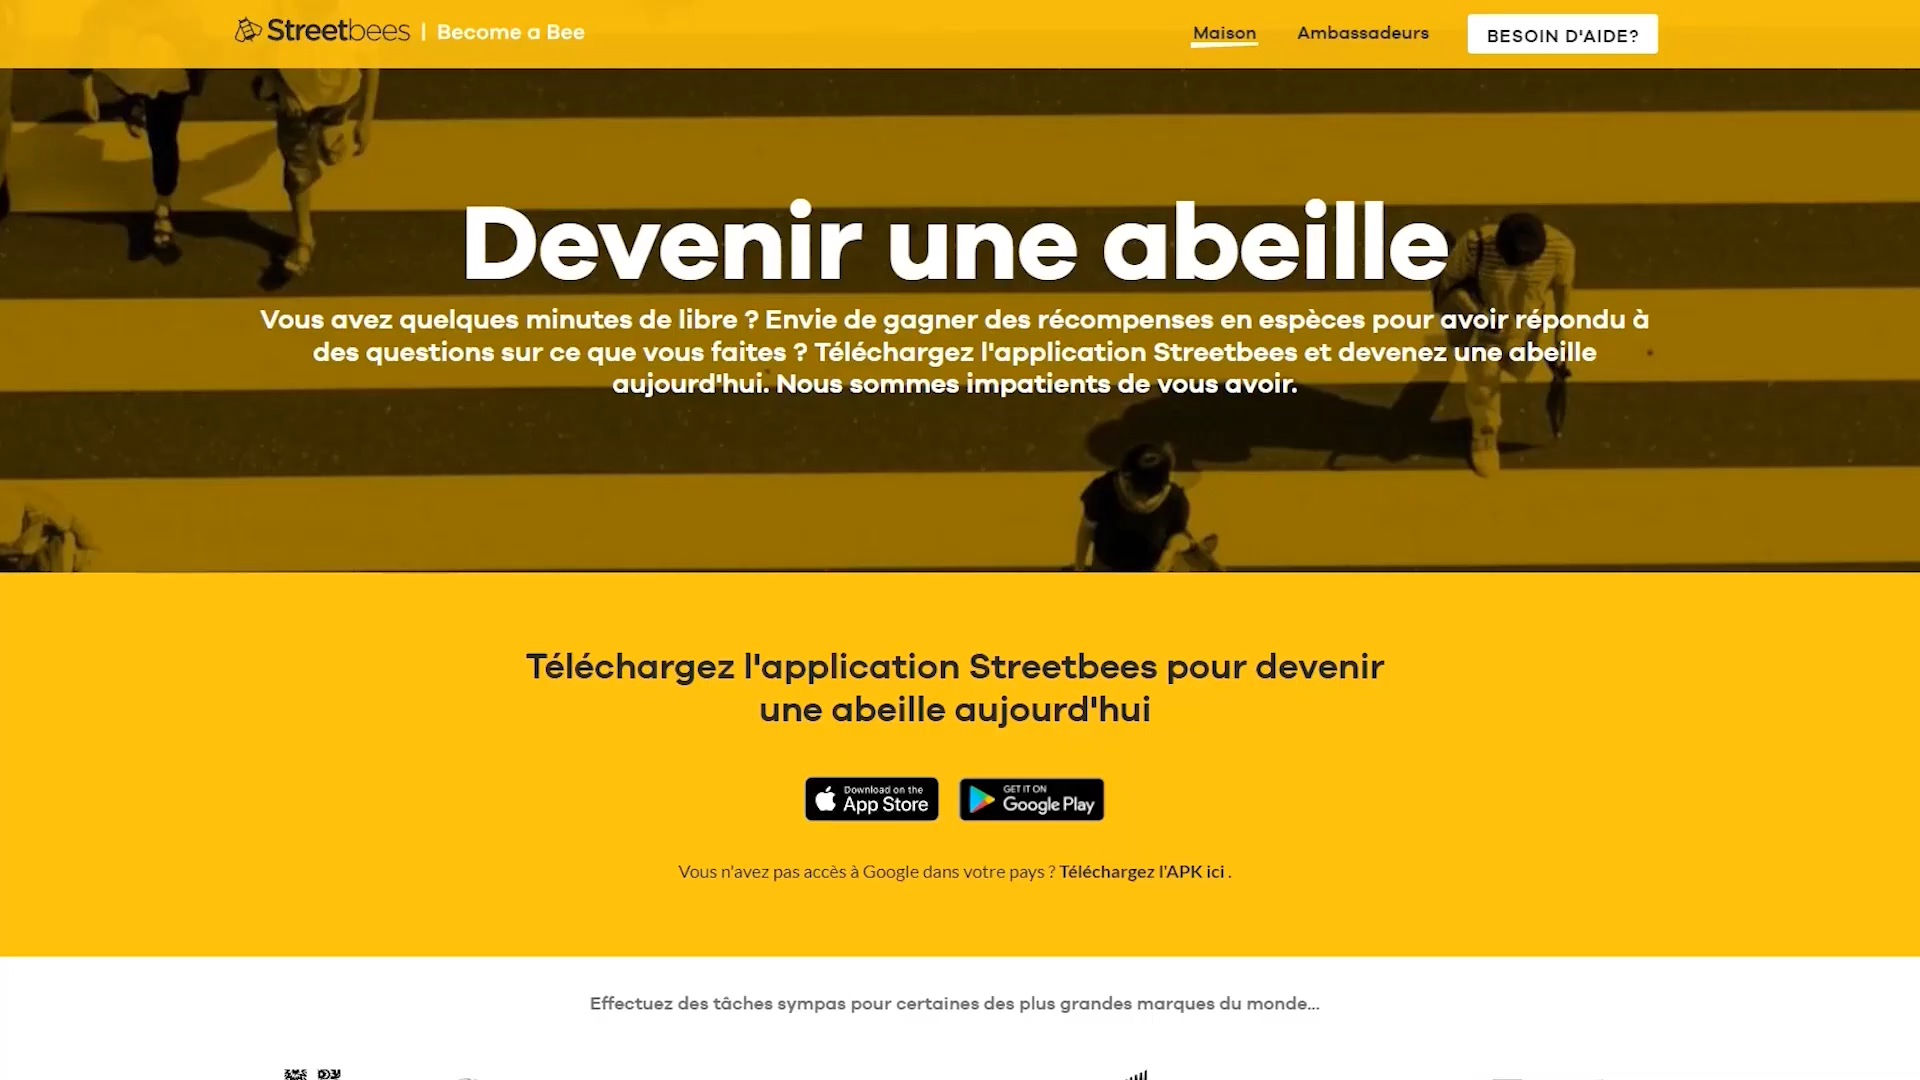 Streetbees | Become a Bee
Maison
Ambassadeurs
BESOIN D'AIDE?
Devenir une abeille
Vous avez quelques minutes de libre ? Envie de gagner des récompenses en espèces pour avoir répondu à
des questions sur ce que vous faites ? Téléchargez l'application Streetbees et devenez une abeille
aujourd'hui. Nous sommes impatients de vous avoir.
Téléchargez l'application Streetbees pour devenir
une abeille aujourd'hui
Download on the
App Store
GET IT ON
Google Play
Vous n'avez pas accès à Google dans votre pays ? Téléchargez l'APK ici .
Effectuez des tâches sympas pour certaines des plus grandes marques du monde...